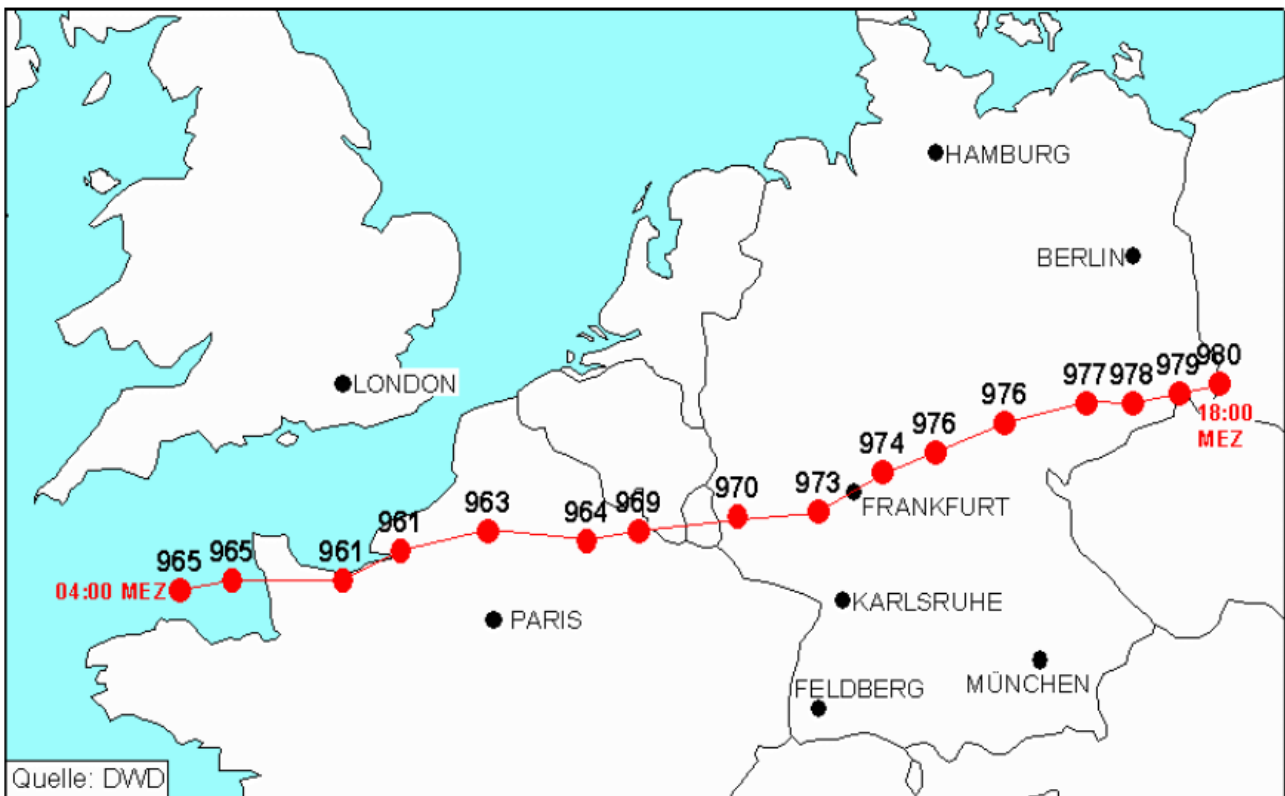 HAMBURG
BERLIN
LONDON
980
979
978
977
976
976
974
18:00
MEZ
973
970
969
964
963
961
961
965
965
FRANKFURT
04:00 MEZ
KARLSRUHE
PARIS
MÜNCHEN
FELDBERG
Quelle: DWD